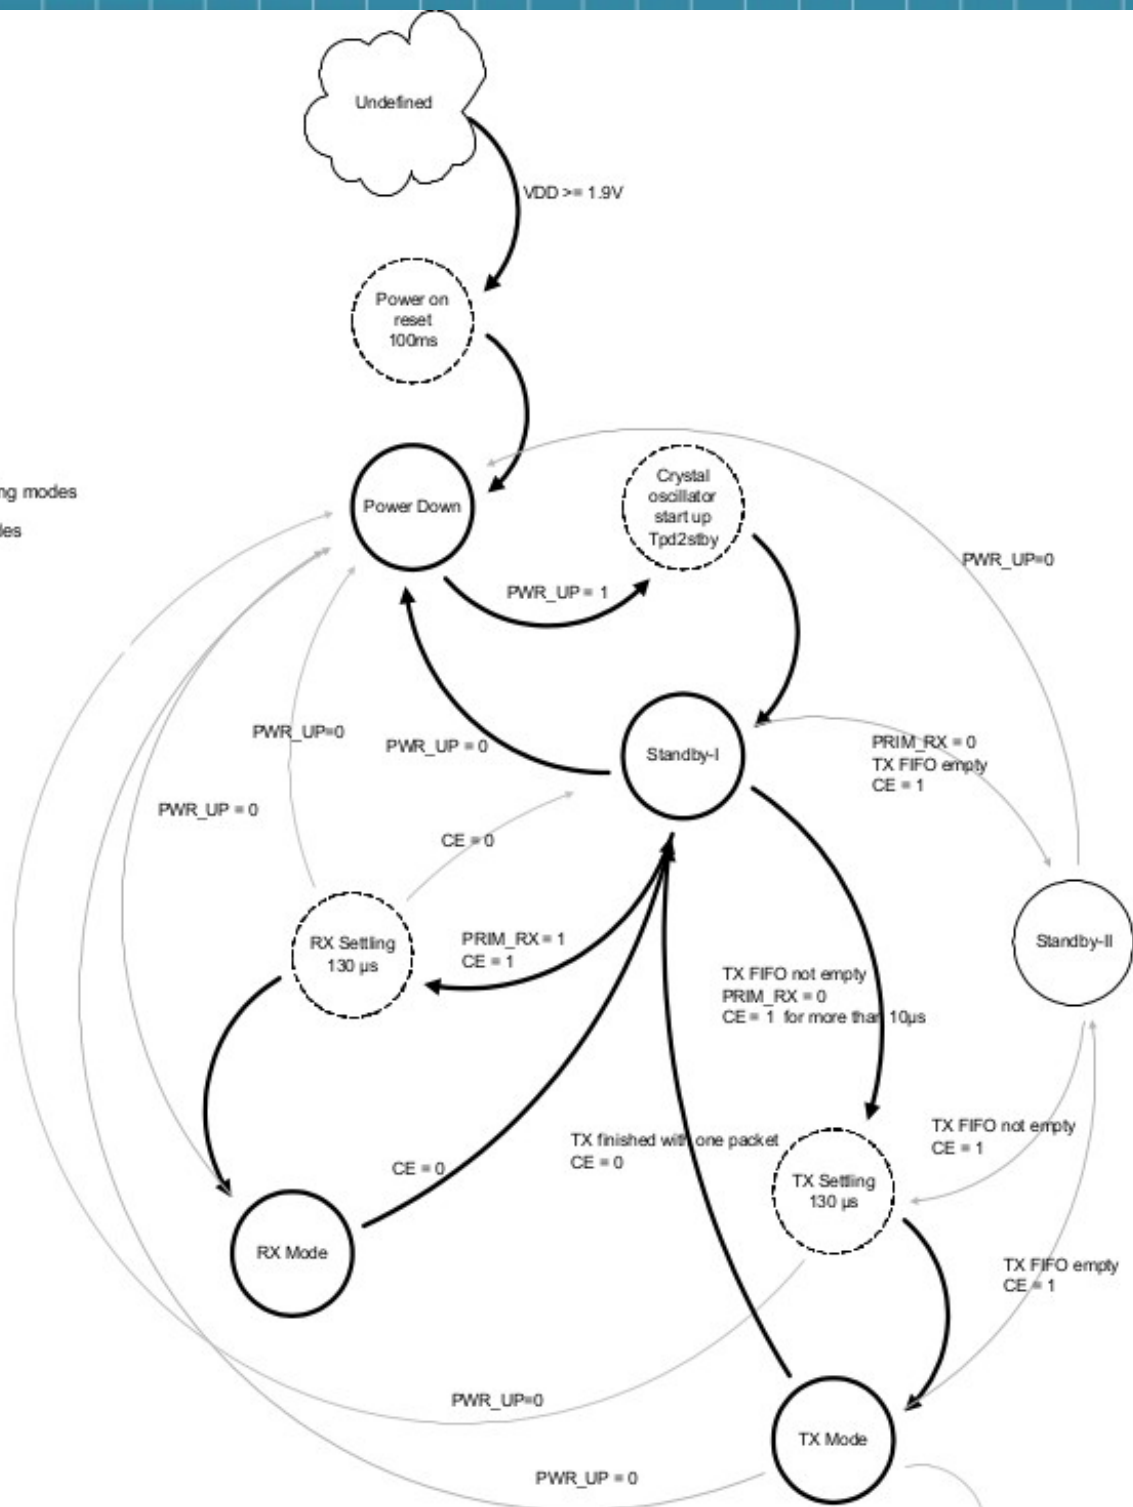 Undefined
VDD >= 1.9V
Power on
reset
100ms
ng modes
Power Down
Crystal
oscillator
start up
Tpd2stby
PWR_UP=0
PWR_UP = 1
PWR_UP=0
PWR_UP = 0
Standby-I
PRIM_RX = 0
TX FIFO empty
CE = 1
PWR_UP = 0
CE = 0
RX Settling
130 µs
PRIM_RX = 1
CE = 1
Standby-II
TX FIFO not empty
PRIM_RX = 0
CE = 1 for more than 10µs
TX FIFO not empty
CE = 1
TX finished with one packet
CE = 0
CE = 0
TX Settling
130 µs
RX Mode
TX FIFO empty
CE = 1
PWR_UP=0
TX Mode
PWR_UP = 0